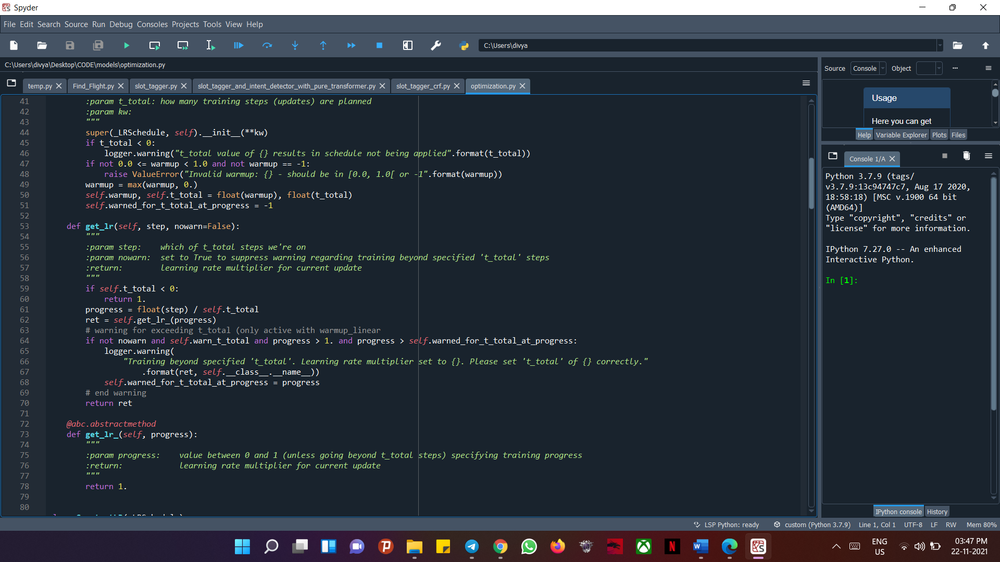 Spyder
File Edit Search Source Run Debug Consoles Projects Tools View Help
C:\Users\divya
C:\Users\divya\Desktop\CODE\models\optimization.py
temp.py Find_Flight.py slot_tagger.py slot_tagger_and_intent_detector_with_pure_transformer.py slot_tagger_crf.py optimization.py
41 :param t_total: how many training steps (updates) are planned
42 :param kw:
43 """
44 super(_LRSchedule, self).__init__(**kw)
45 if t_total < 0:
46 logger.warning("t_total value of {} results in schedule not being applied".format(t_total))
47 if not 0.0 <= warmup < 1.0 and not warmup == -1:
48 raise ValueError("Invalid warmup: {} - should be in [0.0, 1.0[ or -1".format(warmup))
49 warmup = max(warmup, 0.)
50 self.warmup, self.t_total = float(warmup), float(t_total)
51 self.warned_for_t_total_at_progress = -1
52
53 def get_lr(self, step, nowarn=False):
54 """
55 :param step: which of t_total steps we're on
56 :param nowarn: set to True to suppress warning regarding training beyond specified 't_total' steps
57 :return: learning rate multiplier for current update
58 """
59 if self.t_total < 0:
60 return 1.
61 progress = float(step) / self.t_total
62 ret = self.get_lr_(progress)
63 # warning for exceeding t_total (only active with warmup_linear
64 if not nowarn and self.warn_t_total and progress > 1. and progress > self.warned_for_t_total_at_progress:
65 logger.warning(
66 "Training beyond specified 't_total'. Learning rate multiplier set to {}. Please set 't_total' of {} correctly."
67 .format(ret, self.__class__.__name__))
68 self.warned_for_t_total_at_progress = progress
69 # end warning
70 return ret
71
72 @abc.abstractmethod
73 def get_lr_(self, progress):
74 """
75 :param progress: value between 0 and 1 (unless going beyond t_total steps) specifying training progress
76 :return: learning rate multiplier for current update
77 """
78 return 1.
79
80
Source Console Object
Usage
Here you can get
Help Variable Explorer Plots Files
Console 1/A
Python 3.7.9 (tags/
v3.7.9:13c94747c7, Aug 17 2020,
18:58:18) [MSC v.1900 64 bit
(AMD64)]
Type "copyright", "credits" or
"license" for more information.
IPython 7.27.0 -- An enhanced
Interactive Python.
In [1]:
IPython console History
LSP Python: ready custom (Python 3.7.9) Line 1, Col 1 UTF-8 LF RW Mem 80%
ENG
US
03:47 PM
22-11-2021